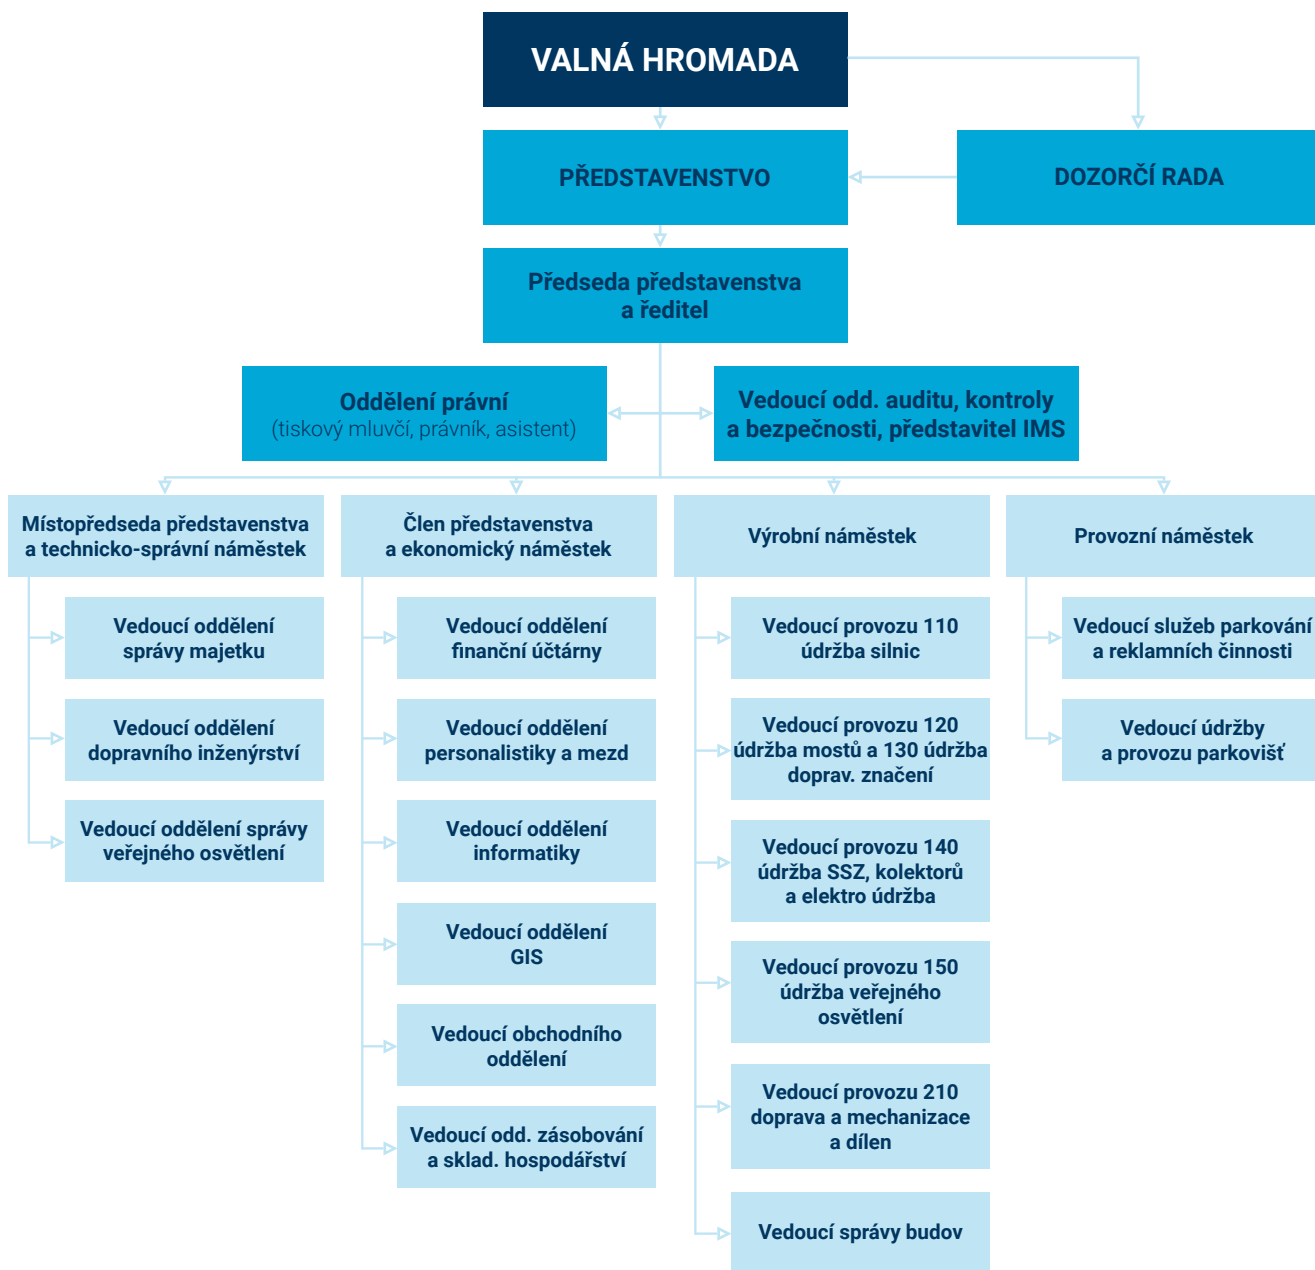 VALNÁ HROMADA
PŘEDSTAVENSTVO
DOZORČÍ RADA
Předseda představenstva
a ředitel
Oddělení právní
(tiskový mluvčí, právník, asistent)
Vedoucí odd. auditu, kontroly
a bezpečnosti, představitel IMS
Místopředseda představenstva
a technicko-správní náměstek
Vedoucí oddělení
správy majetku
Vedoucí oddělení
dopravního inženýrství
Vedoucí oddělení správy
veřejného osvětlení
Člen představenstva
a ekonomický náměstek
Vedoucí oddělení
finanční účtárny
Vedoucí oddělení
personalistiky a mezd
Vedoucí oddělení
informatiky
Vedoucí oddělení
GIS
Vedoucí obchodního
oddělení
Vedoucí odd. zásobování
a sklad. hospodářství
Výrobní náměstek
Vedoucí provozu 110
údržba silnic
Vedoucí provozu 120
údržba mostů a 130 údržba
doprav. značení
Vedoucí provozu 140
údržba SSZ, kolektorů
a elektro údržba
Vedoucí provozu 150
údržba veřejného
osvětlení
Vedoucí provozu 210
doprava a mechanizace
a dílen
Vedoucí správy budov
Provozní náměstek
Vedoucí služeb parkování
a reklamních činnosti
Vedoucí údržby
a provozu parkovišť